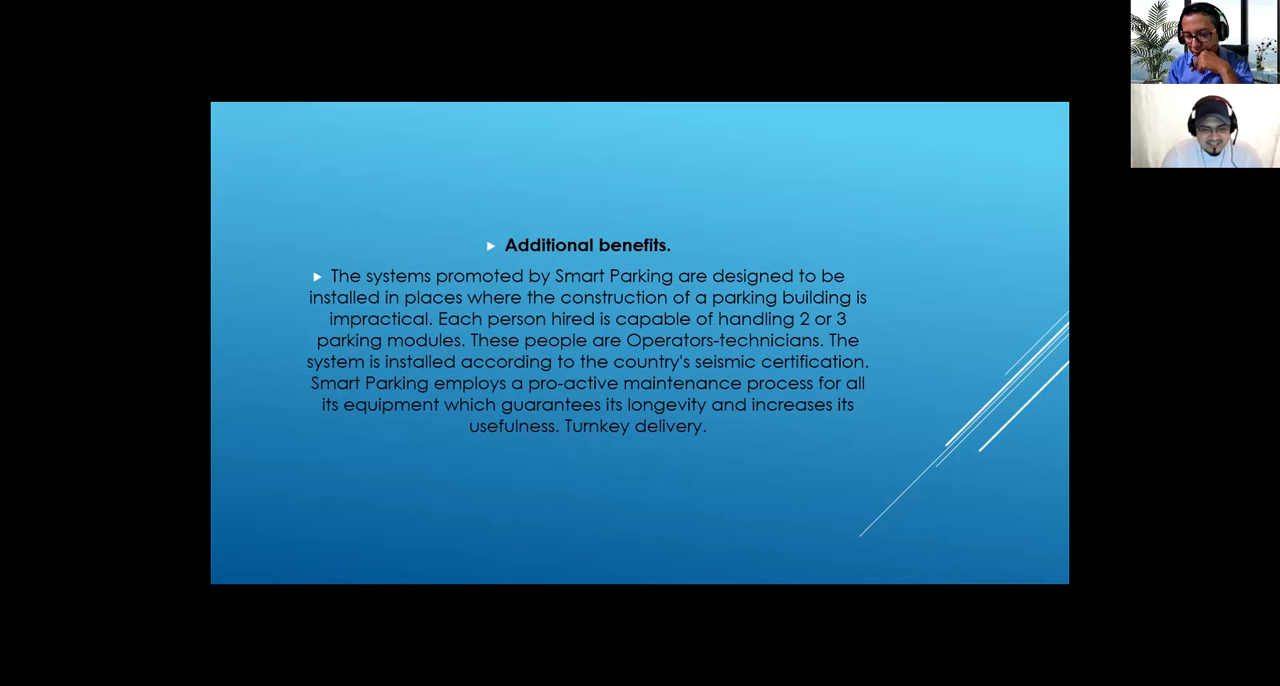 Additional benefits.
The systems promoted by Smart Parking are designed to be
installed in places where the construction of a parking building is
impractical. Each person hired is capable of handling 2 or 3
parking modules. These people are Operators-technicians. The
system is installed according to the country's seismic certification.
Smart Parking employs a pro-active maintenance process for all
its equipment which guarantees its longevity and increases its
usefulness. Turnkey delivery.